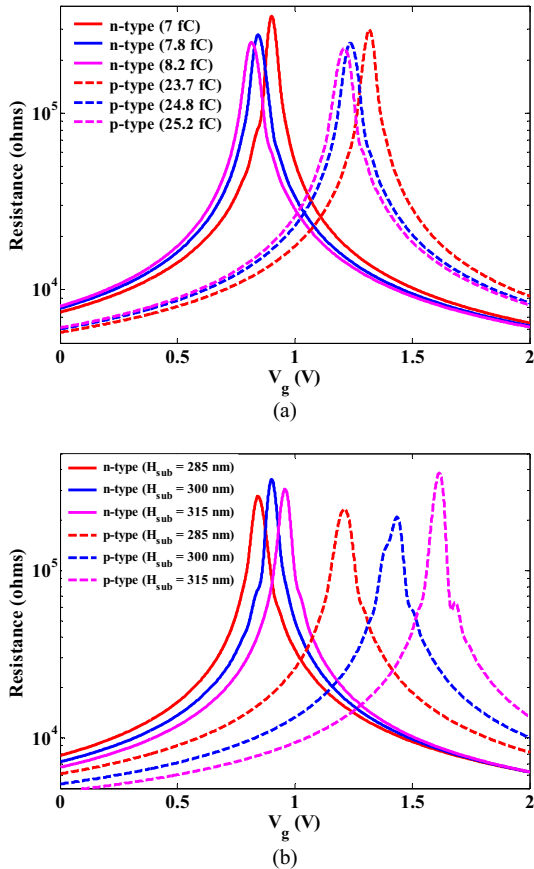 n-type (7 fC)
n-type (7.8 fC)
n-type (8.2 fC)
p-type (23.7 fC)
p-type (24.8 fC)
p-type (25.2 fC)
10^5
10^4
Resistance (ohms)
0 0.5 1 1.5 2
V_g (V)
(a)
n-type (H_sub = 285 nm)
n-type (H_sub = 300 nm)
n-type (H_sub = 315 nm)
p-type (H_sub = 285 nm)
p-type (H_sub = 300 nm)
p-type (H_sub = 315 nm)
10^5
10^4
Resistance (ohms)
0 0.5 1 1.5 2
V_g (V)
(b)